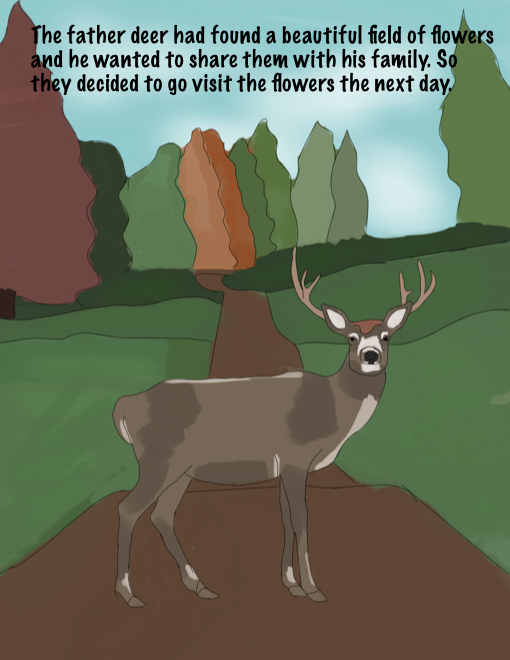 The father deer had found a beautiful field of flowers
and he wanted to share them with his family. So
they decided to go visit the flowers the next day.